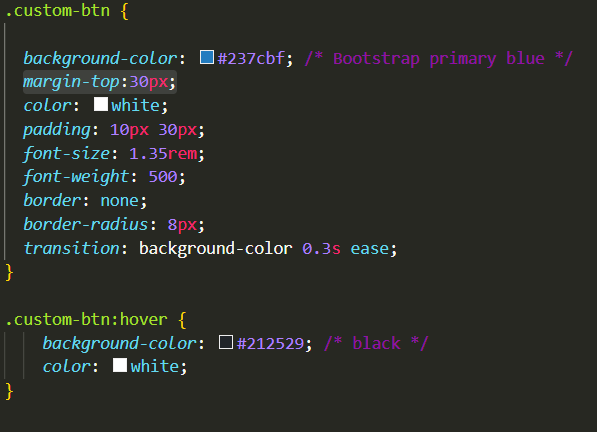 .custom-btn {
background-color: #237cbf; /* Bootstrap primary blue */
margin-top:30px;
color: white;
padding: 10px 30px;
font-size: 1.35rem;
font-weight: 500;
border: none;
border-radius: 8px;
transition: background-color 0.3s ease;
}
.custom-btn:hover {
background-color: #212529; /* black */
color: white;
}